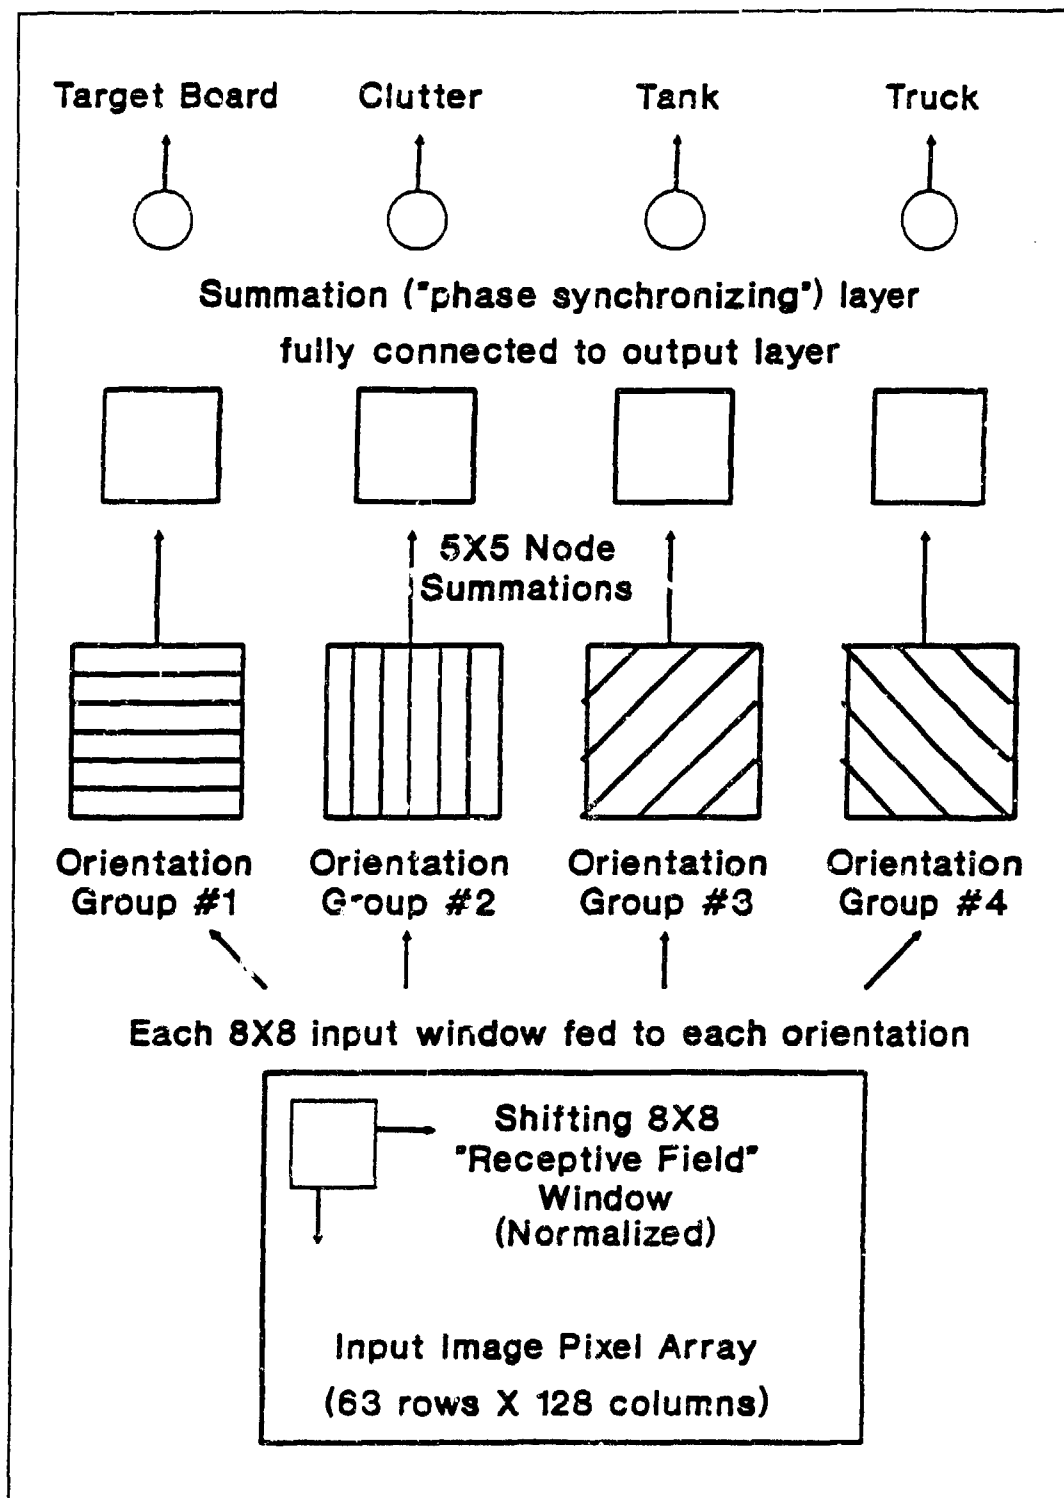 Target Board Clutter Tank Truck
Summation ("phase synchronizing") layer
fully connected to output layer
5X5 Node
Summations
Orientation Orientation Orientation Orientation
Group #1 Group #2 Group #3 Group #4
Each 8X8 input window fed to each orientation
Shifting 8X8
"Receptive Field"
Window
(Normalized)
Input Image Pixel Array
(63 rows X 128 columns)